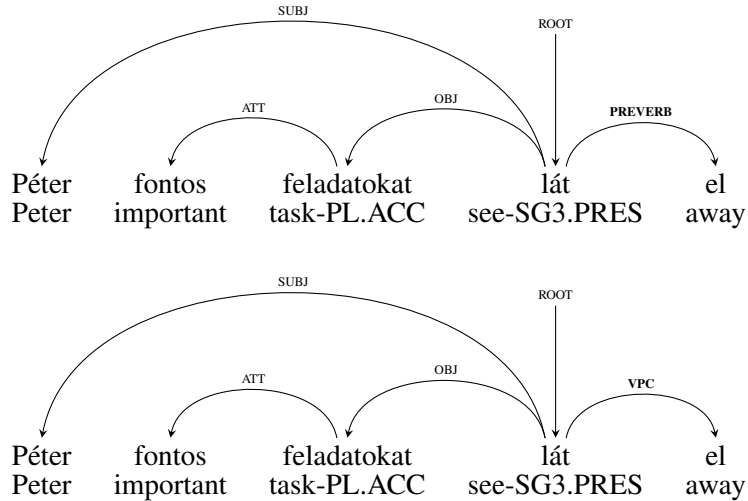 SUBJ ROOT
ATT OBJ PREVERB
Péter fontos feladatokat lát el
Peter important task-PL.ACC see-SG3.PRES away
SUBJ ROOT
ATT OBJ VPC
Péter fontos feladatokat lát el
Peter important task-PL.ACC see-SG3.PRES away